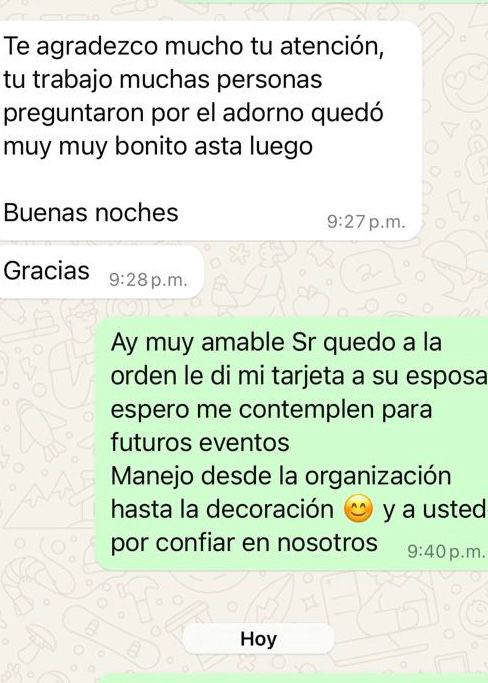 Te agradezco mucho tu atención,
tu trabajo muchas personas
preguntaron por el adorno quedó
muy muy bonito asta luego
Buenas noches
9:27 p.m.
Gracias
9:28 p.m.
Ay muy amable Sr quedo a la
orden le di mi tarjeta a su esposa
espero me contemplen para
futuros eventos
Manejo desde la organización
hasta la decoración 😊 y a usted
por confiar en nosotros
9:40 p.m.
Hoy